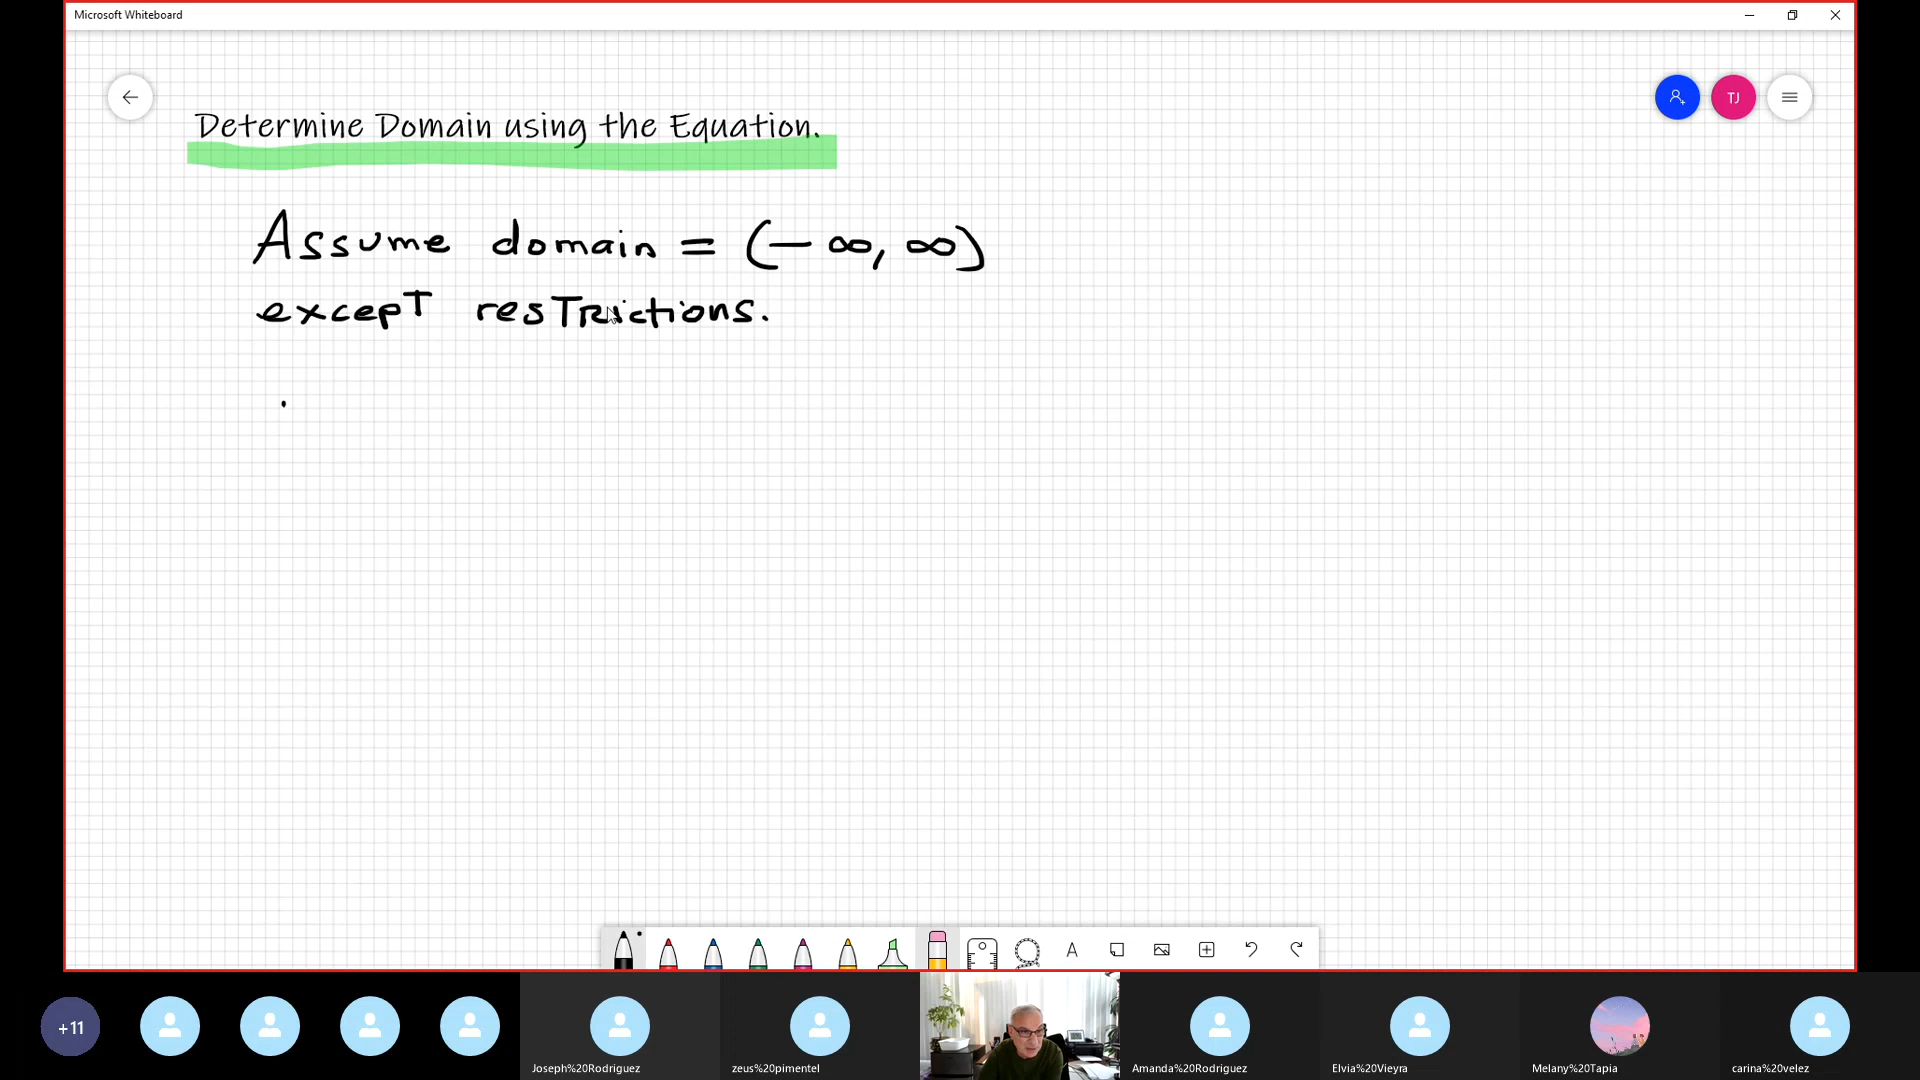 Microsoft Whiteboard
TJ
Determine Domain using the Equation.
Assume domain = (-∞, ∞)
except resTRictions.
A
+11
Joseph%20Rodriguez
zeus%20pimentel
Amanda%20Rodriguez
Elvia%20Vieyra
Melany%20Tapia
carina%20velez